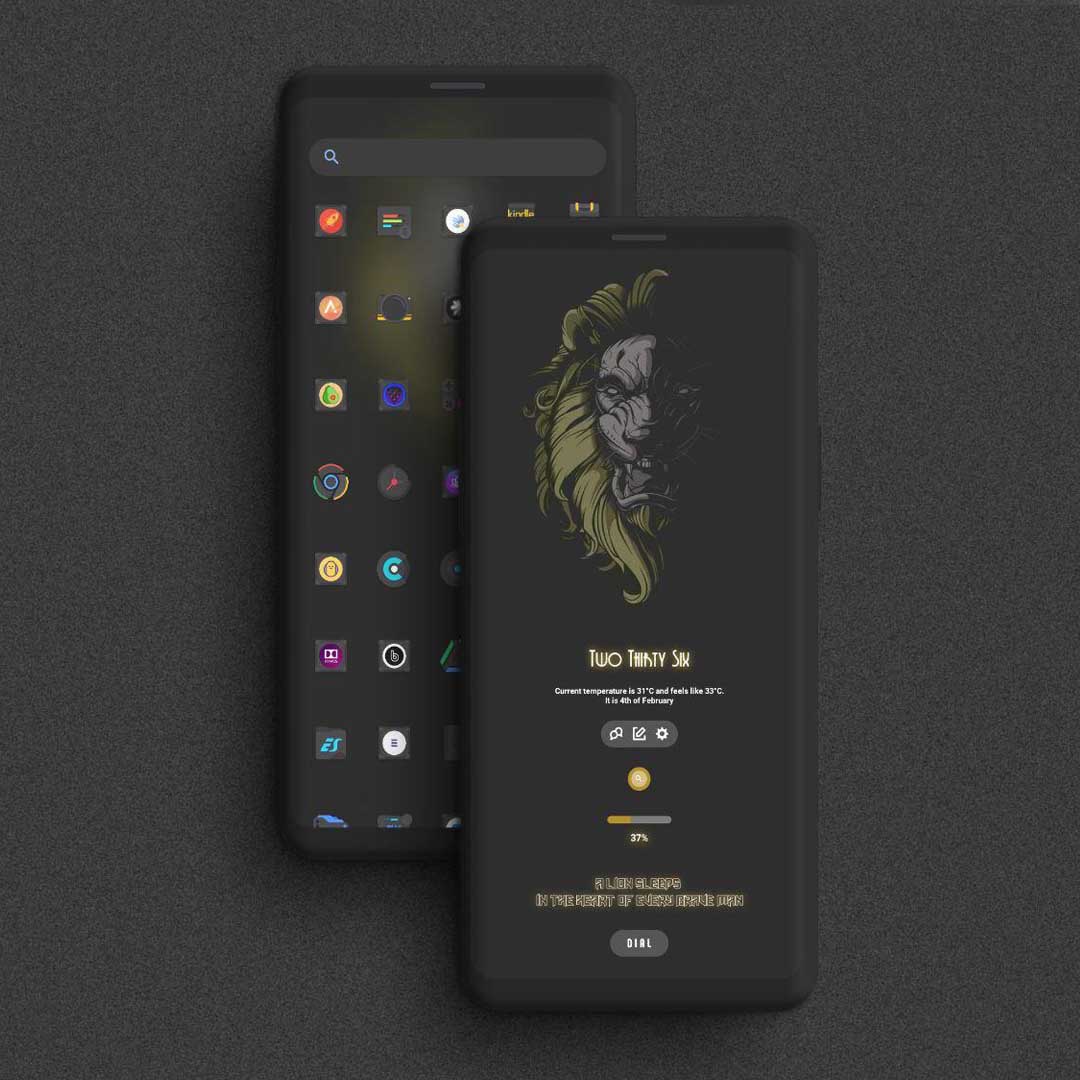 kindle
Two Thirty Six
Current temperature is 31°C and feels like 33°C.
It is 4th of February
37%
A LION SLEEPS
IN THE HEART OF EVERY BRAVE MAN
DIAL
ES
b